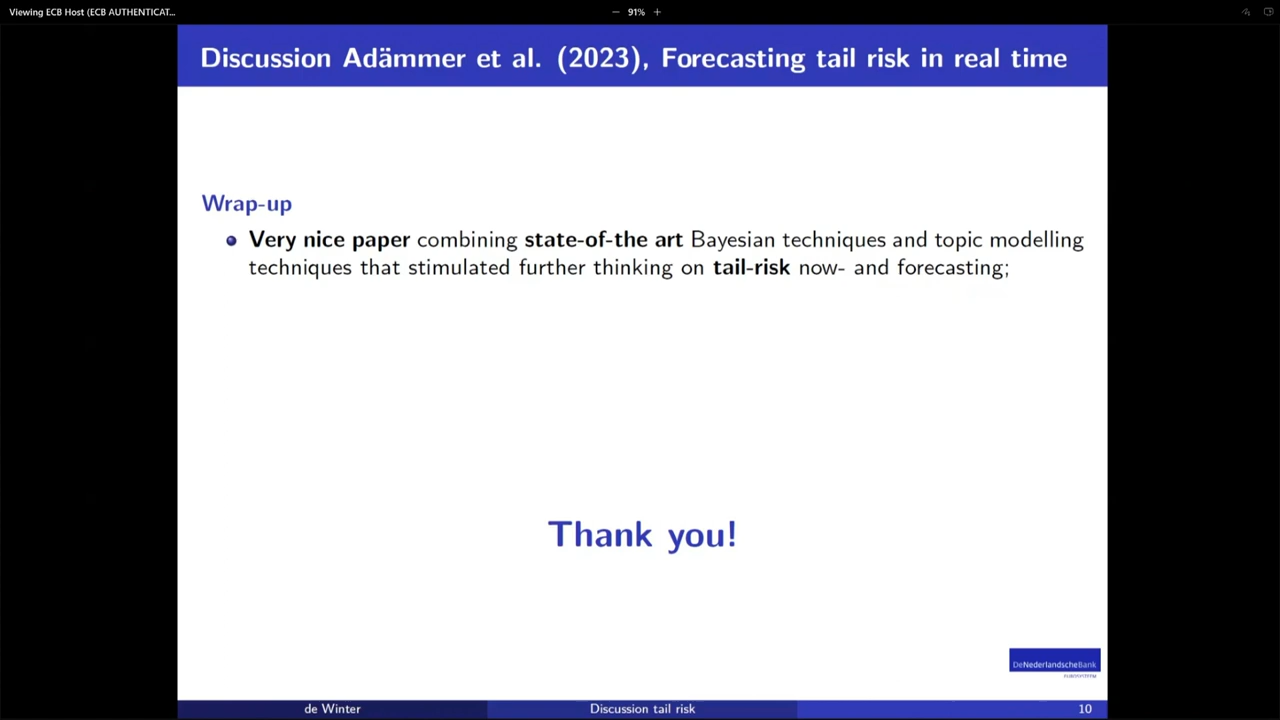 Viewing ECB Host (ECB AUTHENTICAT...
− 91% +
Discussion Adämmer et al. (2023), Forecasting tail risk in real time
Wrap-up
Very nice paper combining state-of-the art Bayesian techniques and topic modelling
techniques that stimulated further thinking on tail-risk now- and forecasting;
Thank you!
DeNederlandscheBank
EUROSYSTEEM
de Winter Discussion tail risk 10